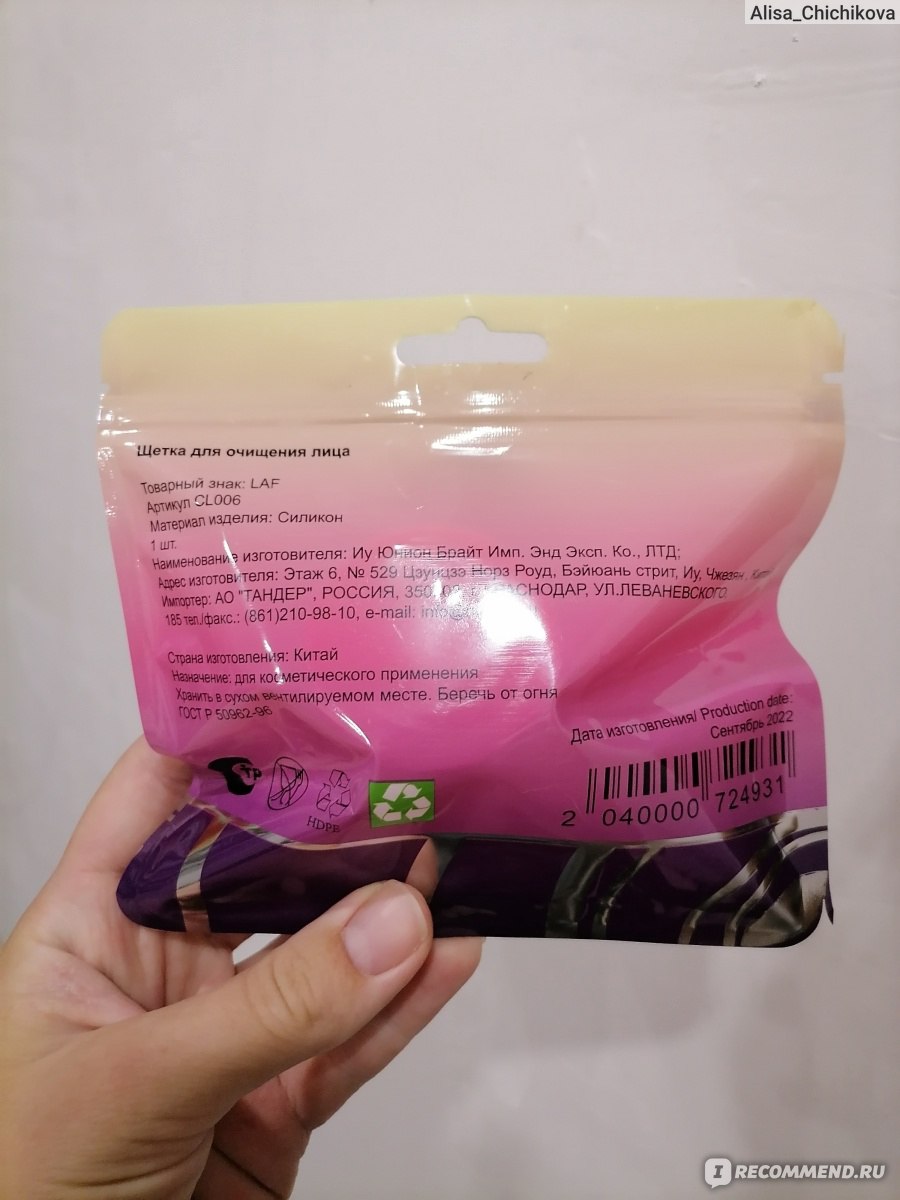 Alisa_Chichikova
Щетка для очищения лица
Товарный знак: LAF
Артикул CL006
Материал изделия: Силикон
1 шт.
Наименование изготовителя: Иу Юнион Брайт Имп. Энд Эксп. Ко., ЛТД;
Адрес изготовителя: Этаж 6, № 529 Цзунцзэ Норз Роуд, Бэйюань стрит, Иу, Чжезян,
Импортер: АО "ТАНДЕР", РОССИЯ, УЛ.ЛЕВАНЕВСКОГО
185 тел./факс.: (861)210-98-10, e-mail:
Страна изготовления: Китай
Назначение: для косметического применения
Хранить в сухом вентилируемом месте. Беречь от огня
ГОСТ Р 50962-96
Дата изготовления/ Production date:
Сентябрь 2022
2 040000 724931
HDPE
IRECOMMEND.RU